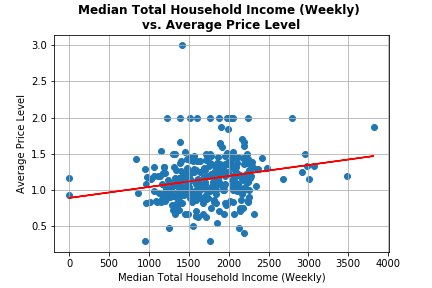 Median Total Household Income (Weekly)
vs. Average Price Level
3.0
2.5
2.0
1.5
1.0
0.5
Average Price Level
0 500 1000 1500 2000 2500 3000 3500 4000
Median Total Household Income (Weekly)